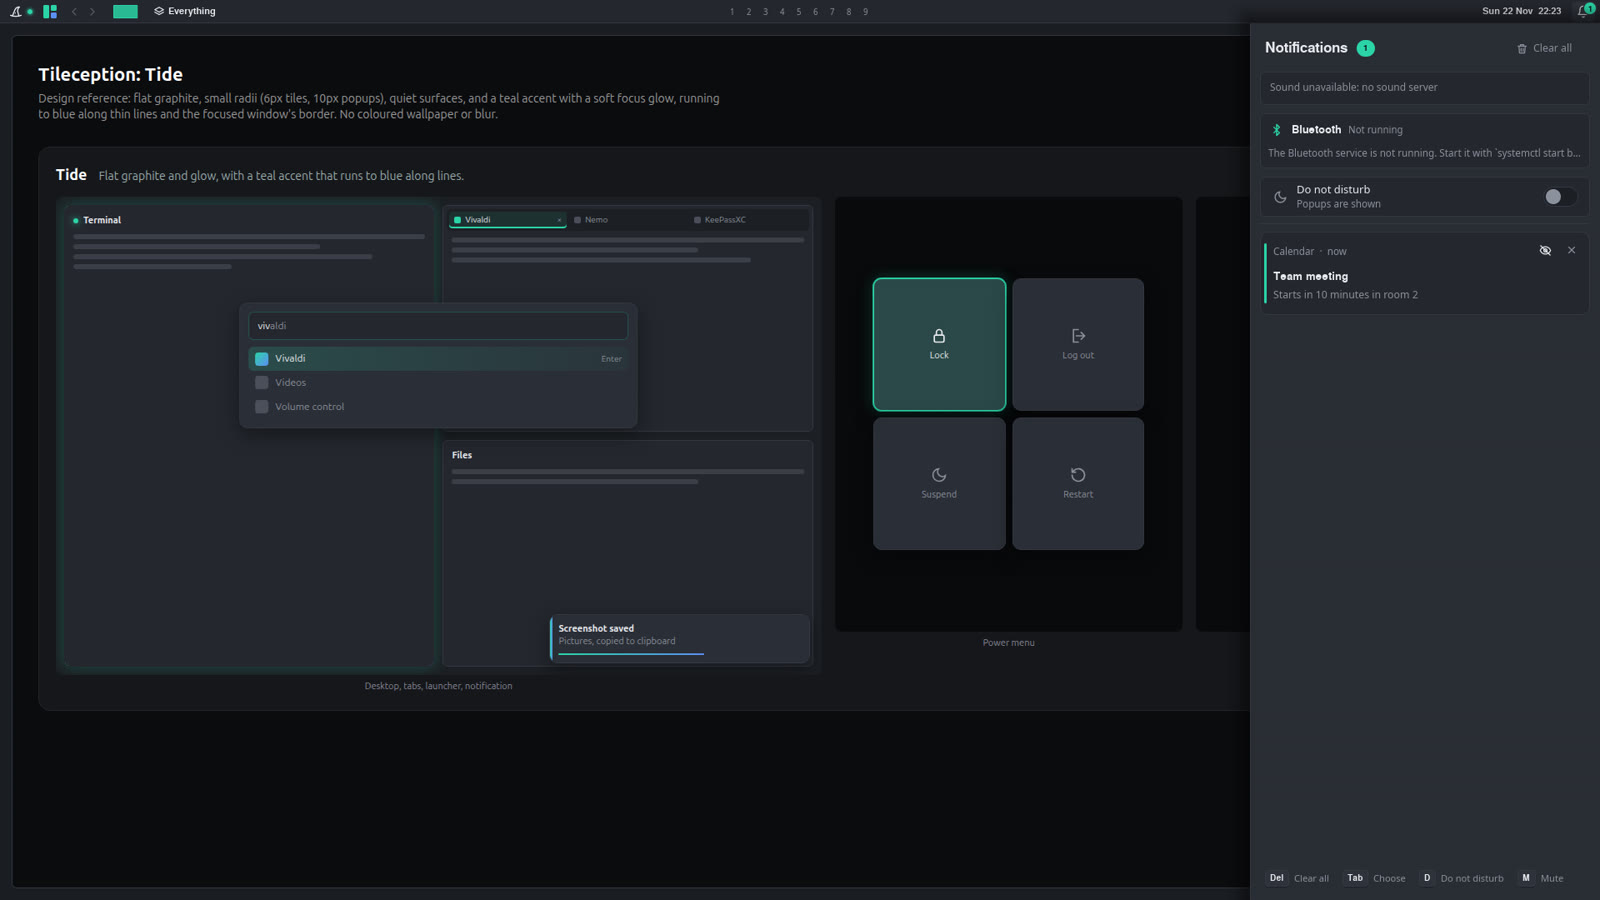 Everything
1 2 3 4 5 6 7 8 9
Sun 22 Nov 22:23
1
Tileception: Tide
Design reference: flat graphite, small radii (6px tiles, 10px popups), quiet surfaces, and a teal accent with a soft focus glow, running
to blue along thin lines and the focused window's border. No coloured wallpaper or blur.
Tide Flat graphite and glow, with a teal accent that runs to blue along lines.
Terminal
Vivaldi × Nemo KeePassXC
vivaldi
Vivaldi Enter
Videos
Volume control
Files
Screenshot saved
Pictures, copied to clipboard
Desktop, tabs, launcher, notification
Lock
Log out
Suspend
Restart
Power menu
Notifications 1 Clear all
Sound unavailable: no sound server
Bluetooth Not running
The Bluetooth service is not running. Start it with `systemctl start b...
Do not disturb
Popups are shown
Calendar · now
Team meeting
Starts in 10 minutes in room 2
Del Clear all Tab Choose D Do not disturb M Mute